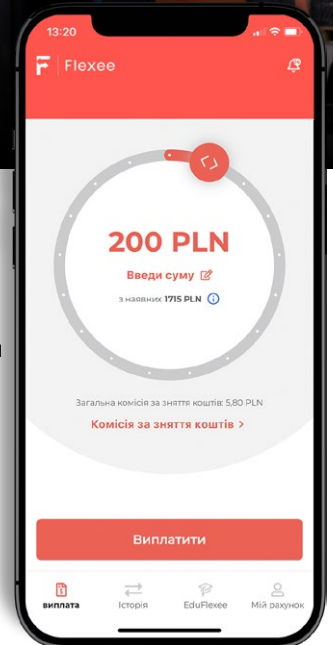 13:20
F | Flexee
200 PLN
Введи суму
з наявних 1715 PLN
Загальна комісія за зняття коштів: 5,80 PLN
Комісія за зняття коштів >
Виплатити
виплата Історія EduFlexee Мій рахунок